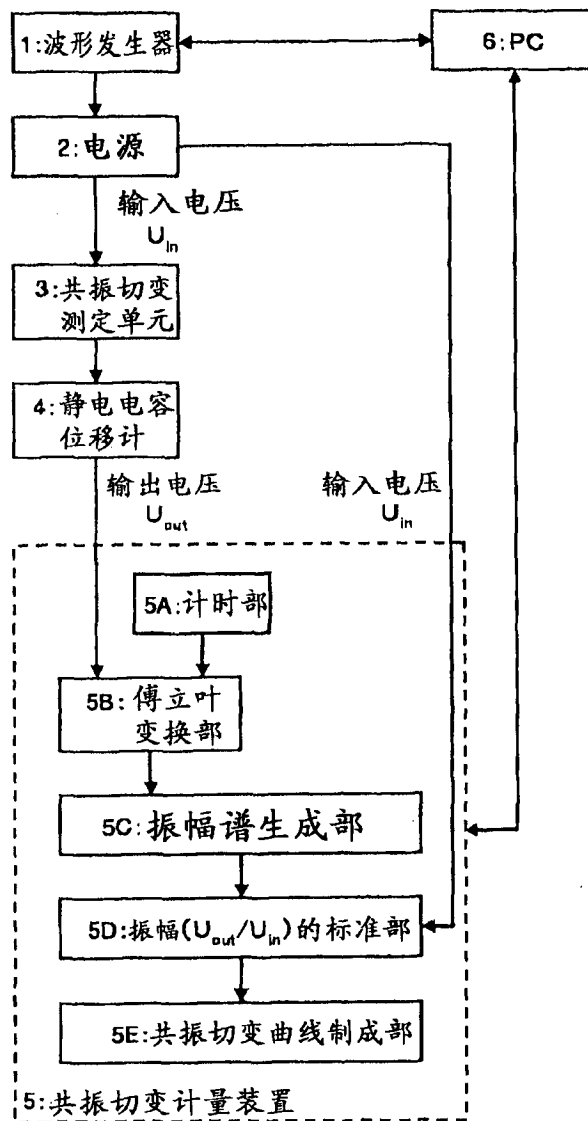 1:波形发生器
6:PC
2:电源
输入电压
U_in
3:共振切变
测定单元
4:静电电容
位移计
输出电压
U_out
输入电压
U_in
5A:计时部
5B:傅立叶
变换部
5C:振幅谱生成部
5D:振幅(U_out/U_in)的标准部
5E:共振切变曲线制成部
5:共振切变计量装置